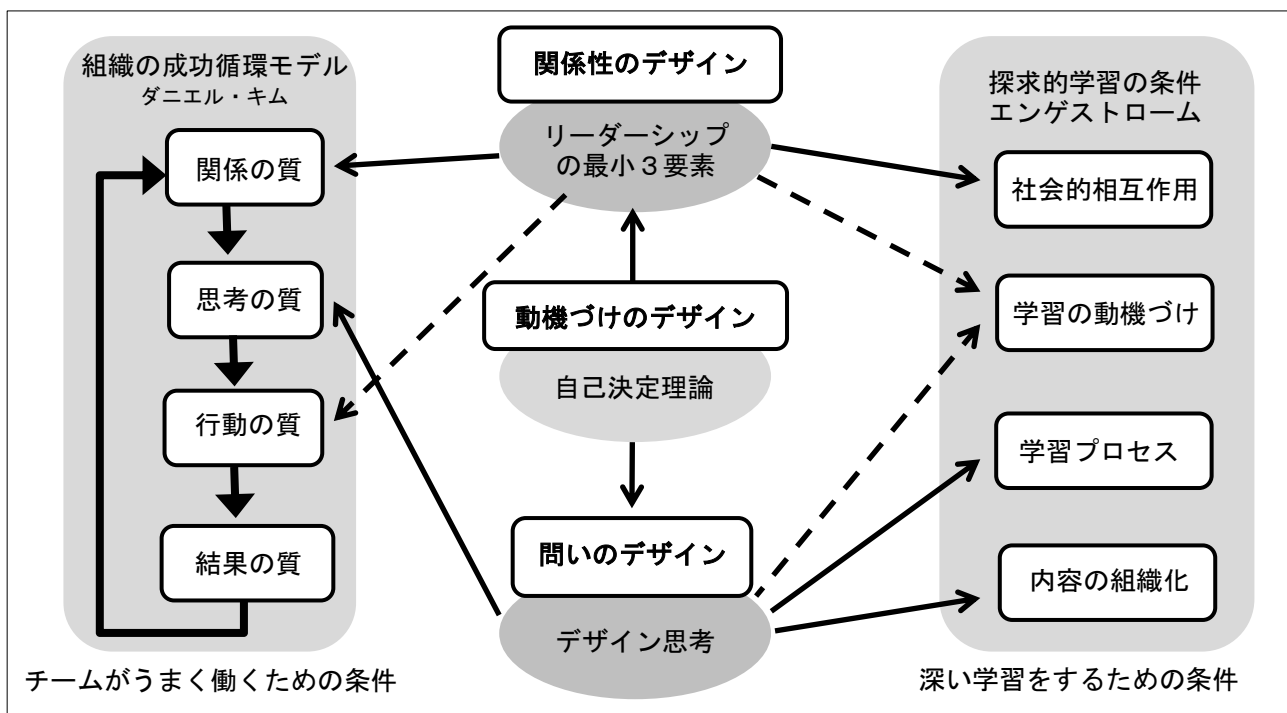 組織の成功循環モデル
ダニエル・キム
関係の質
思考の質
行動の質
結果の質
チームがうまく働くための条件
関係性のデザイン
リーダーシップ
の最小３要素
動機づけのデザイン
自己決定理論
問いのデザイン
デザイン思考
探求的学習の条件
エンゲストローム
社会的相互作用
学習の動機づけ
学習プロセス
内容の組織化
深い学習をするための条件